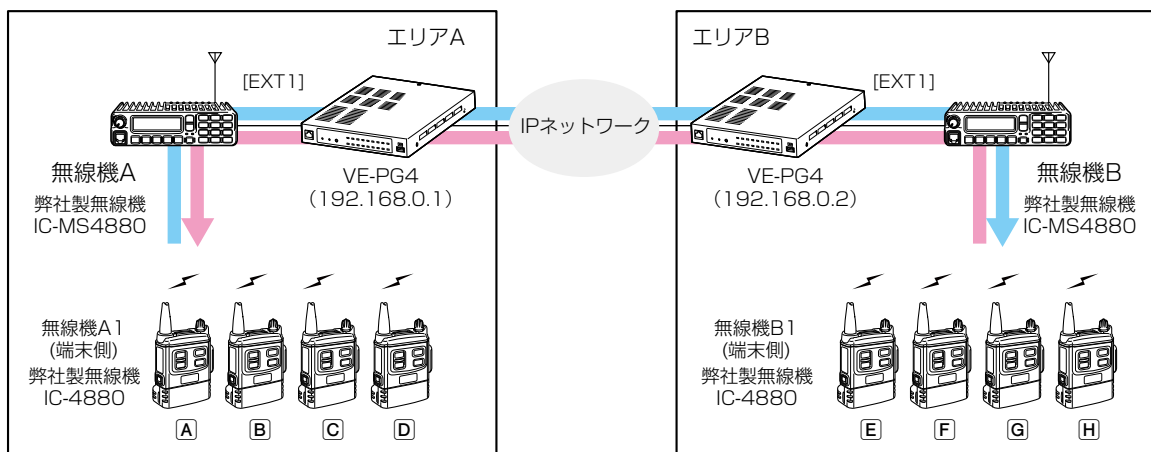 エリアA
[EXT1]
無線機A
弊社製無線機
IC-MS4880
VE-PG4
（192.168.0.1）
IPネットワーク
エリアB
[EXT1]
VE-PG4
（192.168.0.2）
無線機B
弊社製無線機
IC-MS4880
無線機A1
(端末側)
弊社製無線機
IC-4880
A
B
C
D
無線機B1
(端末側)
弊社製無線機
IC-4880
E
F
G
H